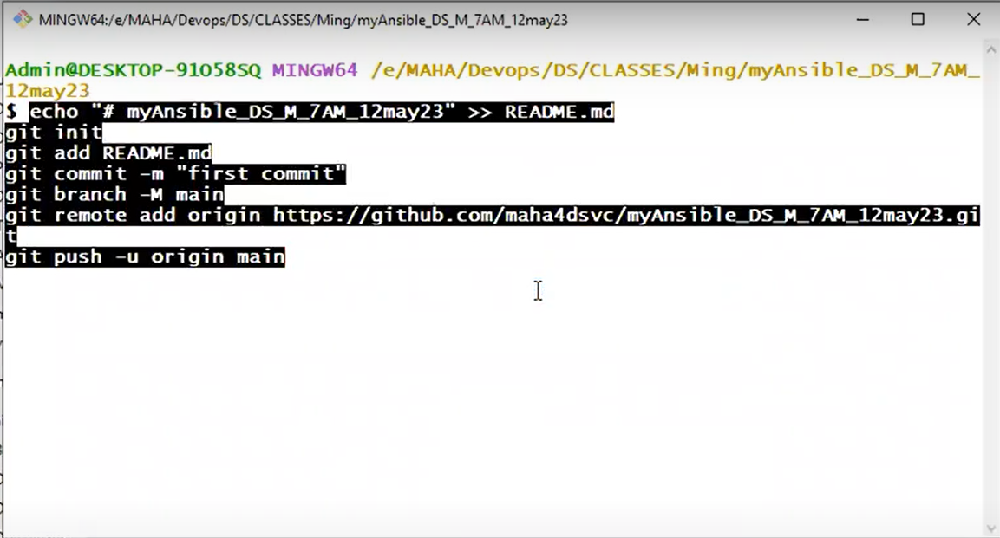 MINGW64:/e/MAHA/Devops/DS/CLASSES/Ming/myAnsible_DS_M_7AM_12may23
Admin@DESKTOP-91O58SQ MINGW64 /e/MAHA/Devops/DS/CLASSES/Ming/myAnsible_DS_M_7AM_
12may23
$ echo "# myAnsible_DS_M_7AM_12may23" >> README.md
git init
git add README.md
git commit -m "first commit"
git branch -M main
git remote add origin https://github.com/maha4dsvc/myAnsible_DS_M_7AM_12may23.gi
t
git push -u origin main